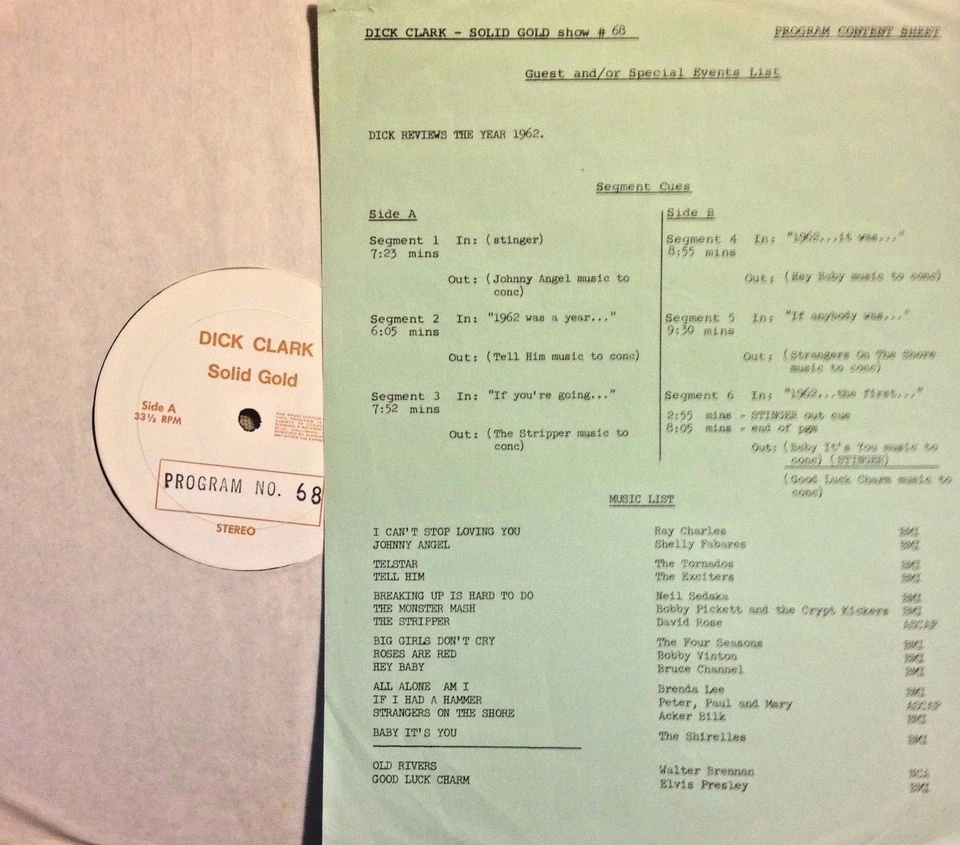 DICK CLARK - SOLID GOLD show # 68
PROGRAM CONTENT SHEET
Guest and/or Special Events List
DICK REVIEWS THE YEAR 1962.
Segment Cues
Side A
Segment 1 In: (stinger)
7:23 mins
Out: (Johnny Angel music to
conc)
Segment 2 In: "1962 was a year..."
6:05 mins
Out: (Tell Him music to conc)
Segment 3 In: "If you're going..."
7:52 mins
Out: (The Stripper music to
conc)
Side B
Segment 4 In: "1962...it was..."
8:55 mins
Out: (Hey Baby music to conc)
Segment 5 In: "If anybody was..."
9:30 mins
Out: (Strangers On The Shore
music to conc)
Segment 6 In: "1962...the first..."
2:55 mins - STINGER out cue
8:05 mins - end of pgm
Out: (Baby It's You music to
conc) (STINGER)
(Good Luck Charm music to
conc)
MUSIC LIST
I CAN'T STOP LOVING YOU Ray Charles BMI
JOHNNY ANGEL Shelly Fabares BMI
TELSTAR The Tornados BMI
TELL HIM The Exciters BMI
BREAKING UP IS HARD TO DO Neil Sedaka BMI
THE MONSTER MASH Bobby Pickett and the Crypt Kickers BMI
THE STRIPPER David Rose ASCAP
BIG GIRLS DON'T CRY The Four Seasons BMI
ROSES ARE RED Bobby Vinton BMI
HEY BABY Bruce Channel BMI
ALL ALONE AM I Brenda Lee BMI
IF I HAD A HAMMER Peter, Paul and Mary ASCAP
STRANGERS ON THE SHORE Acker Bilk BMI
BABY IT'S YOU The Shirelles BMI
OLD RIVERS Walter Brennan
GOOD LUCK CHARM Elvis Presley BMI
DICK CLARK
Solid Gold
Side A
33⅓ RPM
PROGRAM NO. 68
STEREO